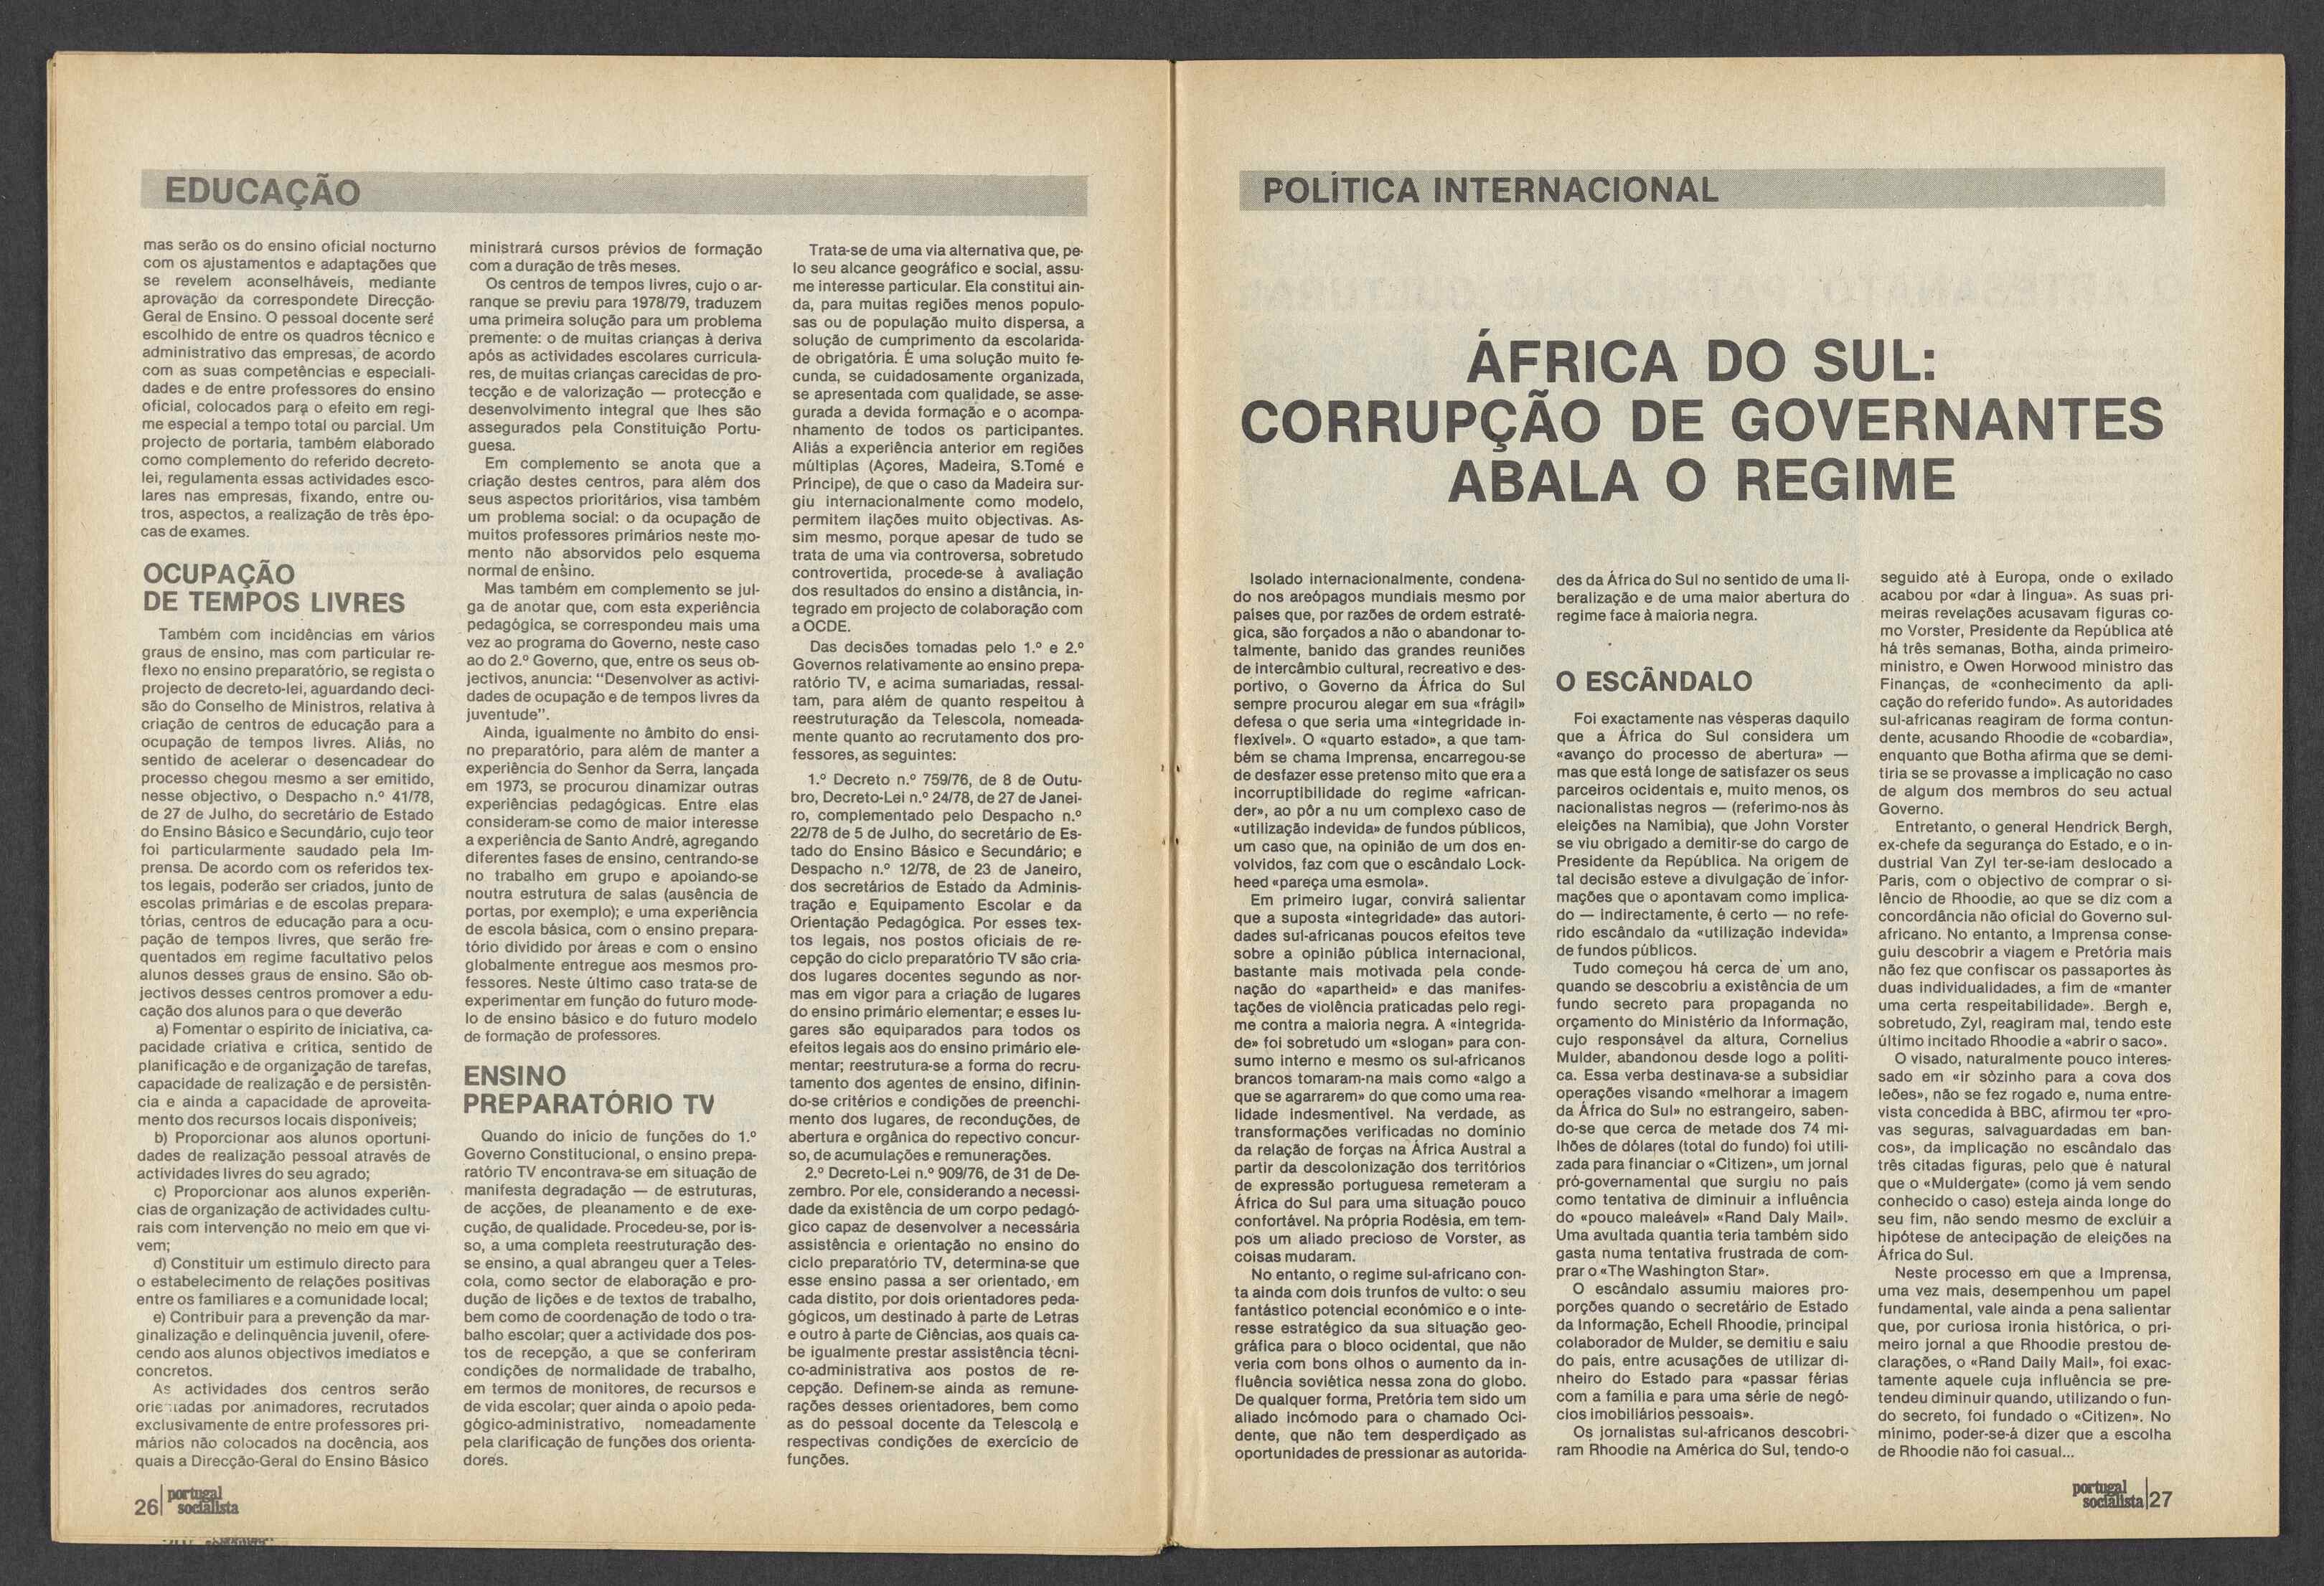 EDUCAÇÃO
mas serão os do ensino oficial nocturno
com os ajustamentos e adaptações que
se revelem aconselháveis, mediante
aprovação da correspondete Direcção-
Geral de Ensino. O pessoal docente será
escolhido de entre os quadros técnico e
administrativo das empresas, de acordo
com as suas competências e especiali-
dades e de entre professores do ensino
oficial, colocados para o efeito em regi-
me especial a tempo total ou parcial. Um
projecto de portaria, também elaborado
como complemento do referido decreto-
lei, regulamenta essas actividades esco-
lares nas empresas, fixando, entre ou-
tros, aspectos, a realização de três épo-
cas de exames.
OCUPAÇÃO
DE TEMPOS LIVRES
Também com incidências em vários
graus de ensino, mas com particular re-
flexo no ensino preparatório, se regista o
projecto de decreto-lei, aguardando deci-
são do Conselho de Ministros, relativa à
criação de centros de educação para a
ocupação de tempos livres. Aliás, no
sentido de acelerar o desencadear do
processo chegou mesmo a ser emitido,
nesse objectivo, o Despacho n.º 41/78,
de 27 de Julho, do secretário de Estado
do Ensino Básico e Secundário, cujo teor
foi particularmente saudado pela Im-
prensa. De acordo com os referidos tex-
tos legais, poderão ser criados, junto de
escolas primárias e de escolas prepara-
tórias, centros de educação para a ocu-
pação de tempos livres, que serão fre-
quentados em regime facultativo pelos
alunos desses graus de ensino. São ob-
jectivos desses centros promover a edu-
cação dos alunos para o que deverão
a) Fomentar o espírito de iniciativa, ca-
pacidade criativa e crítica, sentido de
planificação e de organização de tarefas,
capacidade de realização e de persistên-
cia e ainda a capacidade de aproveita-
mento dos recursos locais disponíveis;
b) Proporcionar aos alunos oportuni-
dades de realização pessoal através de
actividades livres do seu agrado;
c) Proporcionar aos alunos experiên-
cias de organização de actividades cultu-
rais com intervenção no meio em que vi-
vem;
d) Constituir um estímulo directo para
o estabelecimento de relações positivas
entre os familiares e a comunidade local;
e) Contribuir para a prevenção da mar-
ginalização e delinquência juvenil, ofere-
cendo aos alunos objectivos imediatos e
concretos.
As actividades dos centros serão
orientadas por animadores, recrutados
exclusivamente de entre professores pri-
mários não colocados na docência, aos
quais a Direcção-Geral do Ensino Básico
ministrará cursos prévios de formação
com a duração de três meses.
Os centros de tempos livres, cujo o ar-
ranque se previu para 1978/79, traduzem
uma primeira solução para um problema
premente: o de muitas crianças à deriva
após as actividades escolares curricula-
res, de muitas crianças carecidas de pro-
tecção e de valorização — protecção e
desenvolvimento integral que lhes são
assegurados pela Constituição Portu-
guesa.
Em complemento se anota que a
criação destes centros, para além dos
seus aspectos prioritários, visa também
um problema social: o da ocupação de
muitos professores primários neste mo-
mento não absorvidos pelo esquema
normal de ensino.
Mas também em complemento se jul-
ga de anotar que, com esta experiência
pedagógica, se correspondeu mais uma
vez ao programa do Governo, neste caso
ao do 2.º Governo, que, entre os seus ob-
jectivos, anuncia: "Desenvolver as activi-
dades de ocupação e de tempos livres da
juventude".
Ainda, igualmente no âmbito do ensi-
no preparatório, para além de manter a
experiência do Senhor da Serra, lançada
em 1973, se procurou dinamizar outras
experiências pedagógicas. Entre elas
consideram-se como de maior interesse
a experiência de Santo André, agregando
diferentes fases de ensino, centrando-se
no trabalho em grupo e apoiando-se
noutra estrutura de salas (ausência de
portas, por exemplo); e uma experiência
de escola básica, com o ensino prepara-
tório dividido por áreas e com o ensino
globalmente entregue aos mesmos pro-
fessores. Neste último caso trata-se de
experimentar em função do futuro mode-
lo de ensino básico e do futuro modelo
de formação de professores.
ENSINO
PREPARATÓRIO TV
Quando do início de funções do 1.º
Governo Constitucional, o ensino prepa-
ratório TV encontrava-se em situação de
manifesta degradação — de estruturas,
de acções, de pleanamento e de exe-
cução, de qualidade. Procedeu-se, por is-
so, a uma completa reestruturação des-
se ensino, a qual abrangeu quer a Teles-
cola, como sector de elaboração e pro-
dução de lições e de textos de trabalho,
bem como de coordenação de todo o tra-
balho escolar; quer a actividade dos pos-
tos de recepção, a que se conferiram
condições de normalidade de trabalho,
em termos de monitores, de recursos e
de vida escolar; quer ainda o apoio peda-
gógico-administrativo, nomeadamente
pela clarificação de funções dos orienta-
dores.
Trata-se de uma via alternativa que, pe-
lo seu alcance geográfico e social, assu-
me interesse particular. Ela constitui ain-
da, para muitas regiões menos populo-
sas ou de população muito dispersa, a
solução de cumprimento da escolarida-
de obrigatória. É uma solução muito fe-
cunda, se cuidadosamente organizada,
se apresentada com qualidade, se asse-
gurada a devida formação e o acompa-
nhamento de todos os participantes.
Aliás a experiência anterior em regiões
múltiplas (Açores, Madeira, S.Tomé e
Príncipe), de que o caso da Madeira sur-
giu internacionalmente como modelo,
permitem ilações muito objectivas. As-
sim mesmo, porque apesar de tudo se
trata de uma via controversa, sobretudo
controvertida, procede-se à avaliação
dos resultados do ensino a distância, in-
tegrado em projecto de colaboração com
a OCDE.
Das decisões tomadas pelo 1.º e 2.º
Governos relativamente ao ensino prepa-
ratório TV, e acima sumariadas, ressal-
tam, para além de quanto respeitou à
reestruturação da Telescola, nomeada-
mente quanto ao recrutamento dos pro-
fessores, as seguintes:
1.º Decreto n.º 759/76, de 8 de Outu-
bro, Decreto-Lei n.º 24/78, de 27 de Janei-
ro, complementado pelo Despacho n.º
22/78 de 5 de Julho, do secretário de Es-
tado do Ensino Básico e Secundário; e
Despacho n.º 12/78, de 23 de Janeiro,
dos secretários de Estado da Adminis-
tração e Equipamento Escolar e da
Orientação Pedagógica. Por esses tex-
tos legais, nos postos oficiais de re-
cepção do ciclo preparatório TV são cria-
dos lugares docentes segundo as nor-
mas em vigor para a criação de lugares
do ensino primário elementar; e esses lu-
gares são equiparados para todos os
efeitos legais aos do ensino primário ele-
mentar; reestrutura-se a forma do recru-
tamento dos agentes de ensino, difinin-
do-se critérios e condições de preenchi-
mento dos lugares, de reconduções, de
abertura e orgânica do repectivo concur-
so, de acumulações e remunerações.
2.º Decreto-Lei n.º 909/76, de 31 de De-
zembro. Por ele, considerando a necessi-
dade da existência de um corpo pedagó-
gico capaz de desenvolver a necessária
assistência e orientação no ensino do
ciclo preparatório TV, determina-se que
esse ensino passa a ser orientado, em
cada distito, por dois orientadores peda-
gógicos, um destinado à parte de Letras
e outro à parte de Ciências, aos quais ca-
be igualmente prestar assistência técni-
co-administrativa aos postos de re-
cepção. Definem-se ainda as remune-
rações desses orientadores, bem como
as do pessoal docente da Telescola e
respectivas condições de exercício de
funções.
26 portugal
socialista
POLÍTICA INTERNACIONAL
ÁFRICA DO SUL:
CORRUPÇÃO DE GOVERNANTES
ABALA O REGIME
Isolado internacionalmente, condena-
do nos areópagos mundiais mesmo por
países que, por razões de ordem estraté-
gica, são forçados a não o abandonar to-
talmente, banido das grandes reuniões
de intercâmbio cultural, recreativo e des-
portivo, o Governo da África do Sul
sempre procurou alegar em sua «frágil»
defesa o que seria uma «integridade in-
flexível». O «quarto estado», a que tam-
bém se chama Imprensa, encarregou-se
de desfazer esse pretenso mito que era a
incorruptibilidade do regime «african-
der», ao pôr a nu um complexo caso de
«utilização indevida» de fundos públicos,
um caso que, na opinião de um dos en-
volvidos, faz com que o escândalo Lock-
heed «pareça uma esmola».
Em primeiro lugar, convirá salientar
que a suposta «integridade» das autori-
dades sul-africanas poucos efeitos teve
sobre a opinião pública internacional,
bastante mais motivada pela conde-
nação do «apartheid» e das manifes-
tações de violência praticadas pelo regi-
me contra a maioria negra. A «integrida-
de» foi sobretudo um «slogan» para con-
sumo interno e mesmo os sul-africanos
brancos tomaram-na mais como «algo a
que se agarrarem» do que como uma rea-
lidade indesmentível. Na verdade, as
transformações verificadas no domínio
da relação de forças na África Austral a
partir da descolonização dos territórios
de expressão portuguesa remeteram a
África do Sul para uma situação pouco
confortável. Na própria Rodésia, em tem-
pos um aliado precioso de Vorster, as
coisas mudaram.
No entanto, o regime sul-africano con-
ta ainda com dois trunfos de vulto: o seu
fantástico potencial económico e o inte-
resse estratégico da sua situação geo-
gráfica para o bloco ocidental, que não
veria com bons olhos o aumento da in-
fluência soviética nessa zona do globo.
De qualquer forma, Pretória tem sido um
aliado incómodo para o chamado Oci-
dente, que não tem desperdiçado as
oportunidades de pressionar as autorida-
des da África do Sul no sentido de uma li-
beralização e de uma maior abertura do
regime face à maioria negra.
O ESCÂNDALO
Foi exactamente nas vésperas daquilo
que a África do Sul considera um
«avanço do processo de abertura» —
mas que está longe de satisfazer os seus
parceiros ocidentais e, muito menos, os
nacionalistas negros — (referimo-nos às
eleições na Namíbia), que John Vorster
se viu obrigado a demitir-se do cargo de
Presidente da República. Na origem de
tal decisão esteve a divulgação de infor-
mações que o apontavam como implica-
do — indirectamente, é certo — no refe-
rido escândalo da «utilização indevida»
de fundos públicos.
Tudo começou há cerca de um ano,
quando se descobriu a existência de um
fundo secreto para propaganda no
orçamento do Ministério da Informação,
cujo responsável da altura, Cornelius
Mulder, abandonou desde logo a políti-
ca. Essa verba destinava-se a subsidiar
operações visando «melhorar a imagem
da África do Sul» no estrangeiro, saben-
do-se que cerca de metade dos 74 mi-
lhões de dólares (total do fundo) foi utili-
zada para financiar o «Citizen», um jornal
pró-governamental que surgiu no país
como tentativa de diminuir a influência
do «pouco maleável» «Rand Daly Mail».
Uma avultada quantia teria também sido
gasta numa tentativa frustrada de com-
prar o «The Washington Star».
O escândalo assumiu maiores pro-
porções quando o secretário de Estado
da Informação, Echell Rhoodie, principal
colaborador de Mulder, se demitiu e saiu
do país, entre acusações de utilizar di-
nheiro do Estado para «passar férias
com a família e para uma série de negó-
cios imobiliários pessoais».
Os jornalistas sul-africanos descobri-
ram Rhoodie na América do Sul, tendo-o
seguido até à Europa, onde o exilado
acabou por «dar à língua». As suas pri-
meiras revelações acusavam figuras co-
mo Vorster, Presidente da República até
há três semanas, Botha, ainda primeiro-
ministro, e Owen Horwood ministro das
Finanças, de «conhecimento da apli-
cação do referido fundo». As autoridades
sul-africanas reagiram de forma contun-
dente, acusando Rhoodie de «cobardia»,
enquanto que Botha afirma que se demi-
tiria se se provasse a implicação no caso
de algum dos membros do seu actual
Governo.
Entretanto, o general Hendrick Bergh,
ex-chefe da segurança do Estado, e o in-
dustrial Van Zyl ter-se-iam deslocado a
Paris, com o objectivo de comprar o si-
lêncio de Rhoodie, ao que se diz com a
concordância não oficial do Governo sul-
africano. No entanto, a Imprensa conse-
guiu descobrir a viagem e Pretória mais
não fez que confiscar os passaportes às
duas individualidades, a fim de «manter
uma certa respeitabilidade». Bergh e,
sobretudo, Zyl, reagiram mal, tendo este
último incitado Rhoodie a «abrir o saco».
O visado, naturalmente pouco interes-
sado em «ir sòzinho para a cova dos
leões», não se fez rogado e, numa entre-
vista concedida à BBC, afirmou ter «pro-
vas seguras, salvaguardadas em ban-
cos», da implicação no escândalo das
três citadas figuras, pelo que é natural
que o «Muldergate» (como já vem sendo
conhecido o caso) esteja ainda longe do
seu fim, não sendo mesmo de excluir a
hipótese de antecipação de eleições na
África do Sul.
Neste processo em que a Imprensa,
uma vez mais, desempenhou um papel
fundamental, vale ainda a pena salientar
que, por curiosa ironia histórica, o pri-
meiro jornal a que Rhoodie prestou de-
clarações, o «Rand Daily Mail», foi exac-
tamente aquele cuja influência se pre-
tendeu diminuir quando, utilizando o fun-
do secreto, foi fundado o «Citizen». No
mínimo, poder-se-á dizer que a escolha
de Rhoodie não foi casual...
portugal
socialista 27